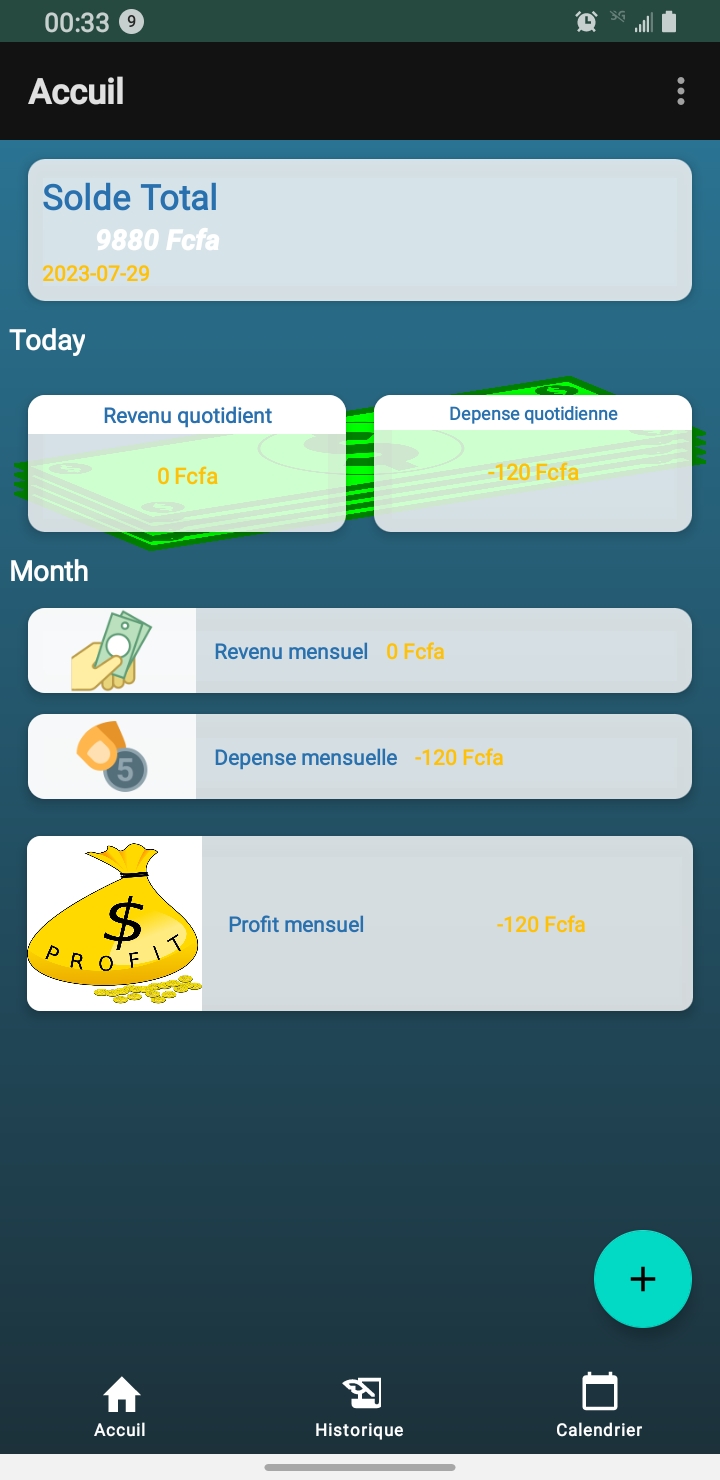 00:33 9 3G
Accuil
Solde Total
9880 Fcfa
2023-07-29
Today
Revenu quotidient
0 Fcfa
Depense quotidienne
-120 Fcfa
Month
Revenu mensuel 0 Fcfa
5
Depense mensuelle -120 Fcfa
$
PROFIT
Profit mensuel -120 Fcfa
+
Accuil Historique Calendrier